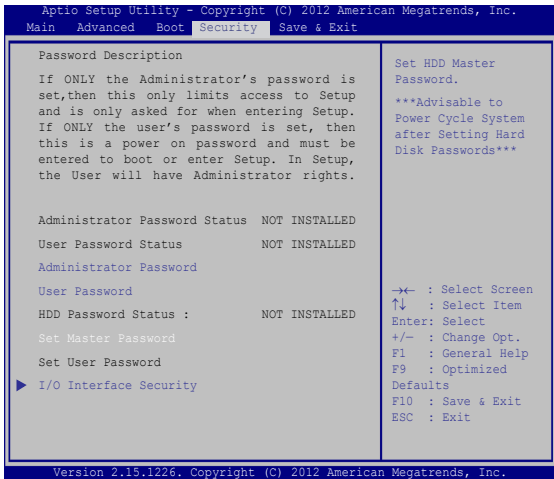 Aptio Setup Utility - Copyright (C) 2012 American Megatrends, Inc.
Main Advanced Boot Security Save & Exit
Password Description
If ONLY the Administrator's password is
set,then this only limits access to Setup
and is only asked for when entering Setup.
If ONLY the user's password is set, then
this is a power on password and must be
entered to boot or enter Setup. In Setup,
the User will have Administrator rights.
Administrator Password Status NOT INSTALLED
User Password Status NOT INSTALLED
Administrator Password
User Password
HDD Password Status : NOT INSTALLED
Set Master Password
Set User Password
I/O Interface Security
Set HDD Master
Password.
***Advisable to
Power Cycle System
after Setting Hard
Disk Passwords***
→← : Select Screen
↑↓ : Select Item
Enter: Select
+/— : Change Opt.
F1 : General Help
F9 : Optimized
Defaults
F10 : Save & Exit
ESC : Exit
Version 2.15.1226. Copyright (C) 2012 American Megatrends, Inc.